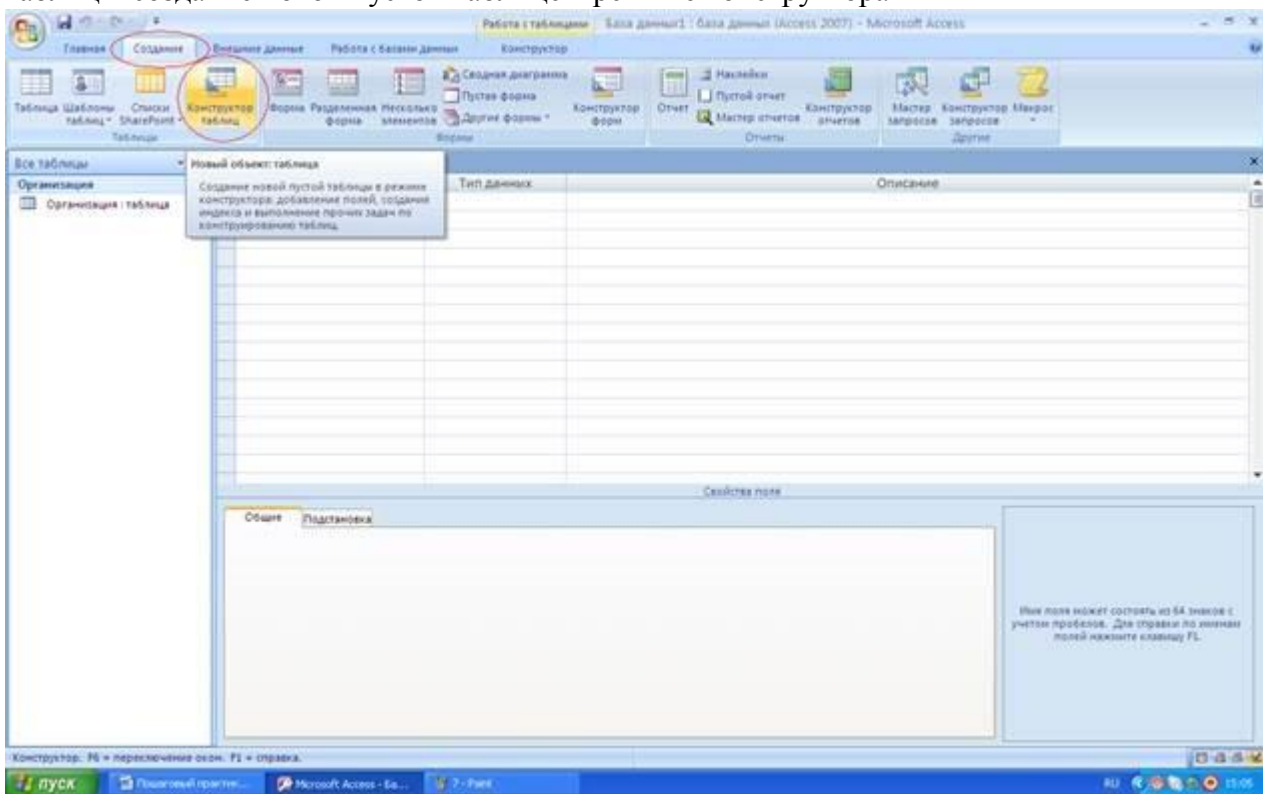 Работа с таблицами База данных1 : база данных (Access 2007) - Microsoft Access
Главная Создание Внешние данные Работа с базами данных Конструктор
Таблица Шаблоны таблиц Списки SharePoint Конструктор таблиц Форма Разделенная форма Несколько элементов Сводная диаграмма Пустая форма Другие формы Конструктор форм Отчет Наклейки Пустой отчет Мастер отчетов Конструктор отчетов Мастер запросов Конструктор запросов Макрос
Таблицы Формы Отчеты Другие
Все таблицы
Организация
Организация : таблица
Новый объект: таблица
Создание новой пустой таблицы в режиме
конструктора: добавление полей, создание
индекса и выполнение прочих задач по
конструированию таблиц.
Тип данных Описание
Свойства поля
Общие Подстановка
Имя поля может состоять из 64 знаков с
учетом пробелов. Для справки по именам
полей нажмите клавишу F1.
Конструктор. F6 = переключение окон. F1 = справка.
пуск Пошаговый практик... Microsoft Access - Ба... 7 - Paint RU 15:05